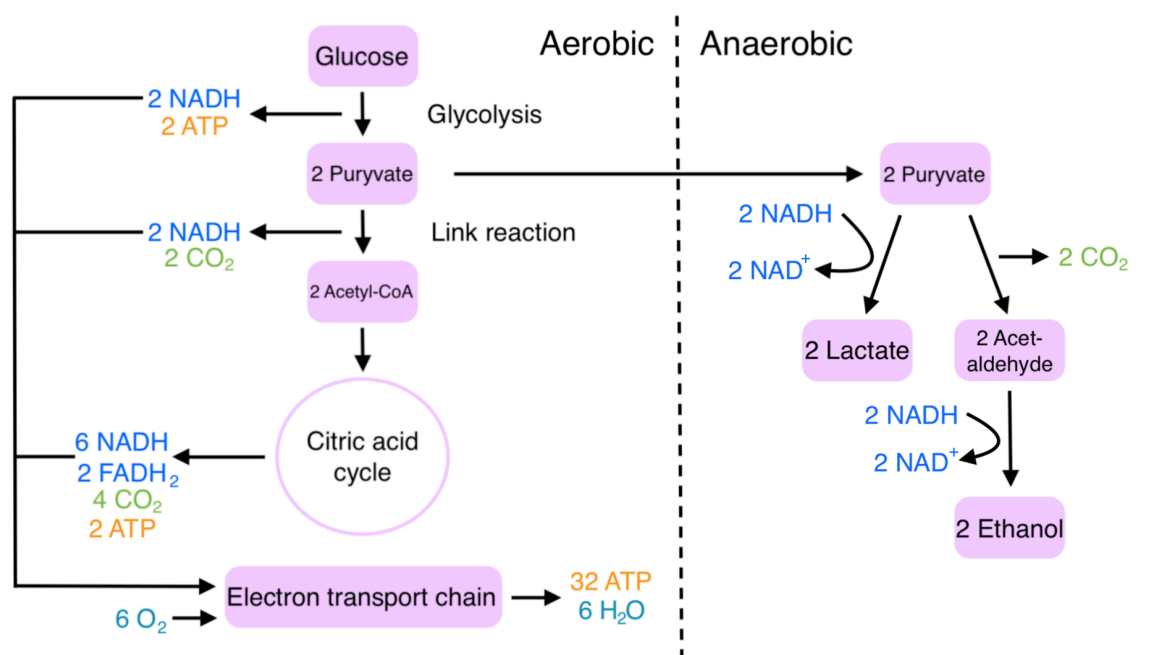 Aerobic
Anaerobic
Glucose
2 NADH
2 ATP
Glycolysis
2 Puryvate
2 Puryvate
2 NADH
2 CO₂
Link reaction
2 NADH
2 NAD⁺
2 CO₂
2 Acetyl-CoA
2 Lactate
2 Acet-
aldehyde
Citric acid
cycle
6 NADH
2 FADH₂
4 CO₂
2 ATP
2 NADH
2 NAD⁺
2 Ethanol
Electron transport chain
6 O₂
32 ATP
6 H₂O